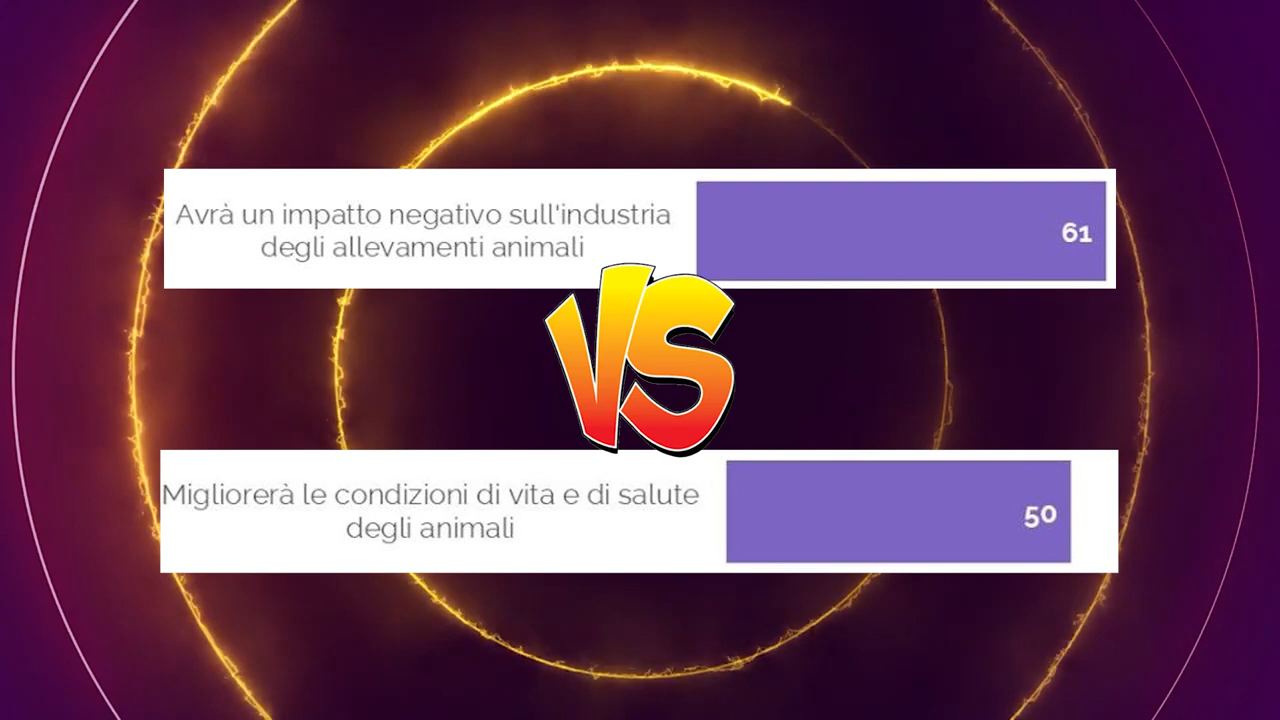 Avrà un impatto negativo sull'industria
degli allevamenti animali
61
VS
Migliorerà le condizioni di vita e di salute
degli animali
50